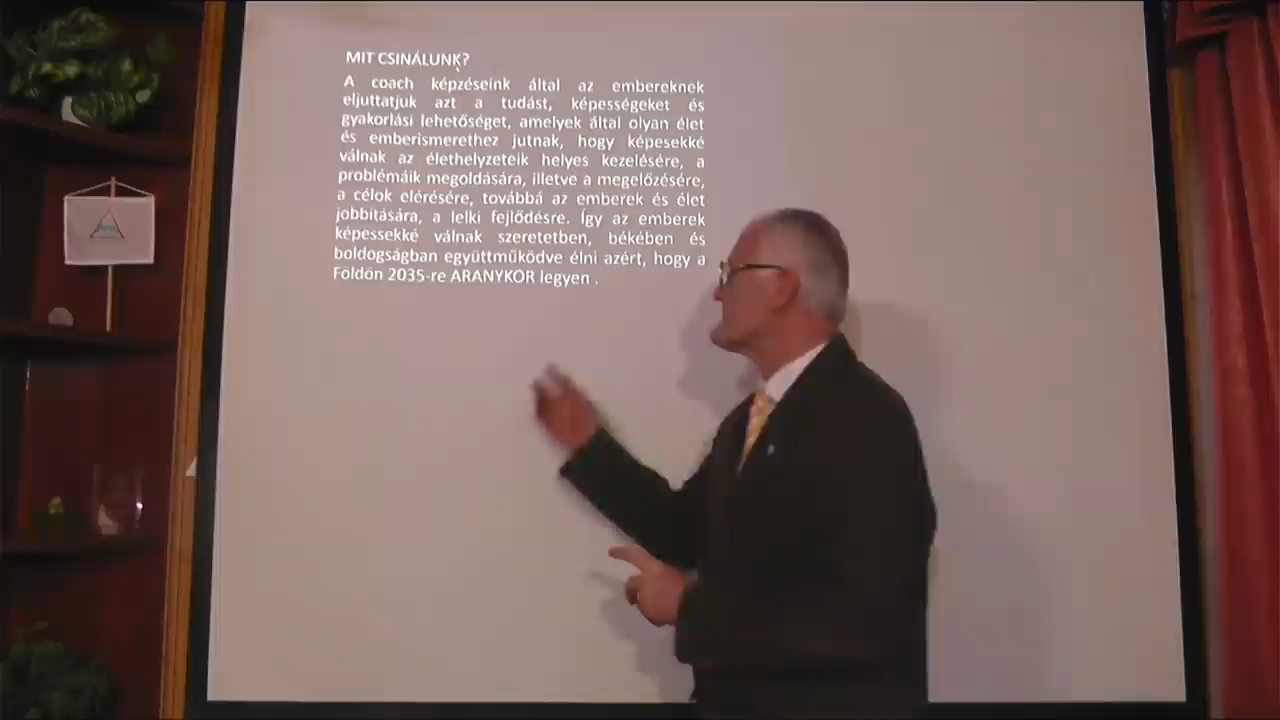 MIT CSINÁLUNK?
A coach képzéseink által az embereknek
eljuttatjuk azt a tudást, képességeket és
gyakorlási lehetőséget, amelyek által olyan élet
és emberismerethez jutnak, hogy képesekké
válnak az élethelyzeteik helyes kezelésére, a
problémáik megoldására, illetve a megelőzésére,
a célok elérésére, továbbá az emberek és élet
jobbítására, a lelki fejlődésre. Így az emberek
képessekké válnak szeretetben, békében és
boldogságban együttműködve élni azért, hogy a
Földön 2035-re ARANYKOR legyen .